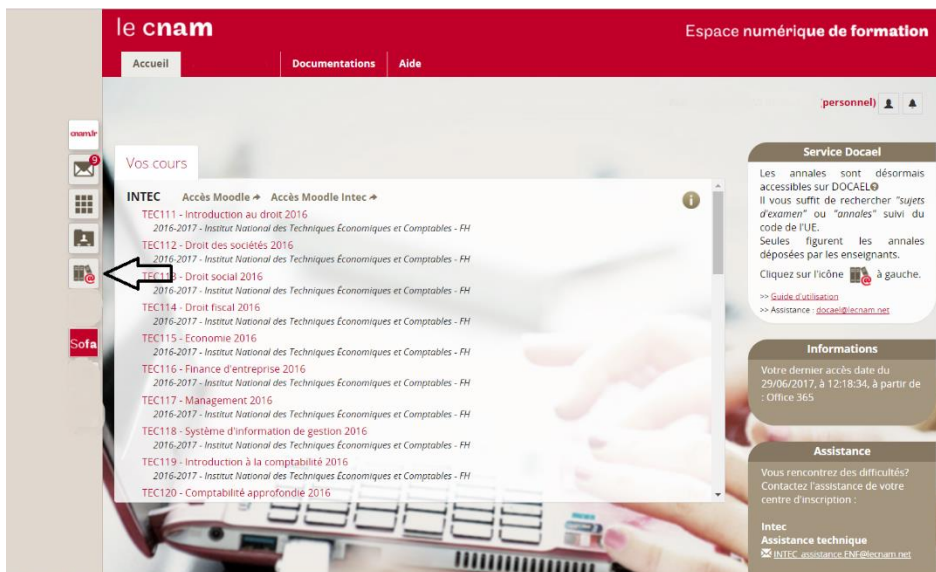 le cnam
Espace numérique de formation
Accueil
Documentations
Aide
personnel)
cnam.fr
9
Sofa
Vos cours
INTEC Accès Moodle Accès Moodle Intec
TEC111 - Introduction au droit 2016
2016-2017 - Institut National des Techniques Économiques et Comptables - FH
TEC112 - Droit des sociétés 2016
2016-2017 - Institut National des Techniques Économiques et Comptables - FH
TEC113 - Droit social 2016
2016-2017 - Institut National des Techniques Économiques et Comptables - FH
TEC114 - Droit fiscal 2016
2016-2017 - Institut National des Techniques Économiques et Comptables - FH
TEC115 - Economie 2016
2016-2017 - Institut National des Techniques Économiques et Comptables - FH
TEC116 - Finance d'entreprise 2016
2016-2017 - Institut National des Techniques Économiques et Comptables - FH
TEC117 - Management 2016
2016-2017 - Institut National des Techniques Économiques et Comptables - FH
TEC118 - Système d'information de gestion 2016
2016-2017 - Institut National des Techniques Économiques et Comptables - FH
TEC119 - Introduction à la comptabilité 2016
2016-2017 - Institut National des Techniques Économiques et Comptables - FH
TEC120 - Comptabilité approfondie 2016
Service Docael
Les annales sont désormais
accessibles sur DOCAEL
Il vous suffit de rechercher "sujets
d'examen" ou "annales" suivi du
code de l'UE.
Seules figurent les annales
déposées par les enseignants.
Cliquez sur l'icône à gauche.
>> Guide d'utilisation
>> Assistance : docael@lecnam.net
Informations
Votre dernier accès date du
29/06/2017, à 12:18:34, à partir de
: Office 365
Assistance
Vous rencontrez des difficultés?
Contactez l'assistance de votre
centre d'inscription :
Intec
Assistance technique
INTEC_assistance.ENF@lecnam.net